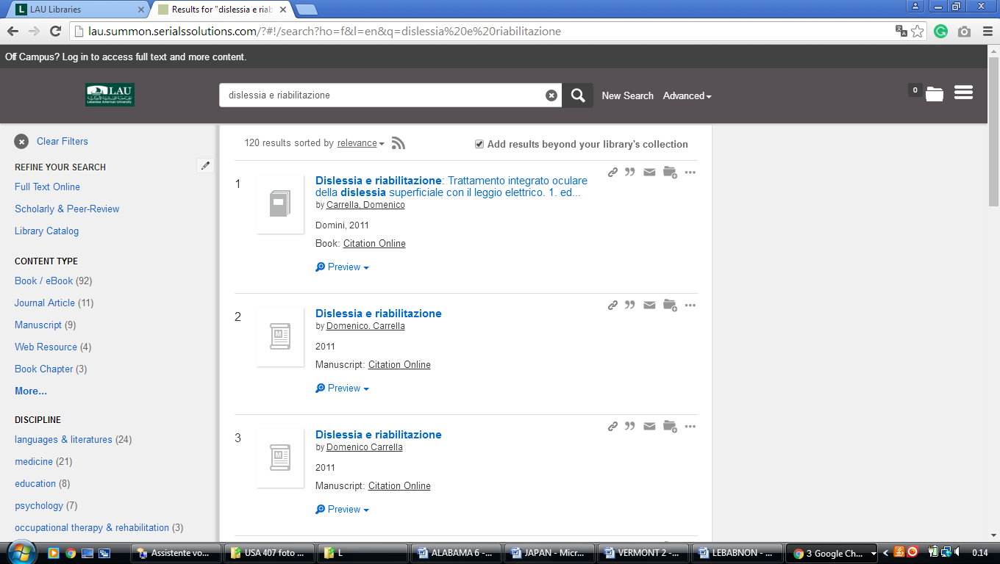 LAU Libraries
Results for "dislessia e riab
lau.summon.serialssolutions.com/?#!/search?ho=f&l=en&q=dislessia%20e%20riabilitazione
Off Campus? Log in to access full text and more content.
LAU
Lebanese American University
dislessia e riabilitazione
New Search
Advanced
0
Clear Filters
REFINE YOUR SEARCH
Full Text Online
Scholarly & Peer-Review
Library Catalog
CONTENT TYPE
Book / eBook (92)
Journal Article (11)
Manuscript (9)
Web Resource (4)
Book Chapter (3)
More...
DISCIPLINE
languages & literatures (24)
medicine (21)
education (8)
psychology (7)
occupational therapy & rehabilitation (3)
120 results sorted by relevance
Add results beyond your library's collection
1
Dislessia e riabilitazione: Trattamento integrato oculare
della dislessia superficiale con il leggio elettrico. 1. ed...
by Carrella, Domenico
Domini, 2011
Book: Citation Online
Preview
2
Dislessia e riabilitazione
by Domenico. Carrella
2011
Manuscript: Citation Online
Preview
3
Dislessia e riabilitazione
by Domenico Carrella
2011
Manuscript: Citation Online
Preview
Assistente vo...
USA 407 foto ...
L
ALABAMA 6 -...
JAPAN - Micr...
VERMONT 2 -...
LEBABNON - ...
3 Google Ch...
0.14